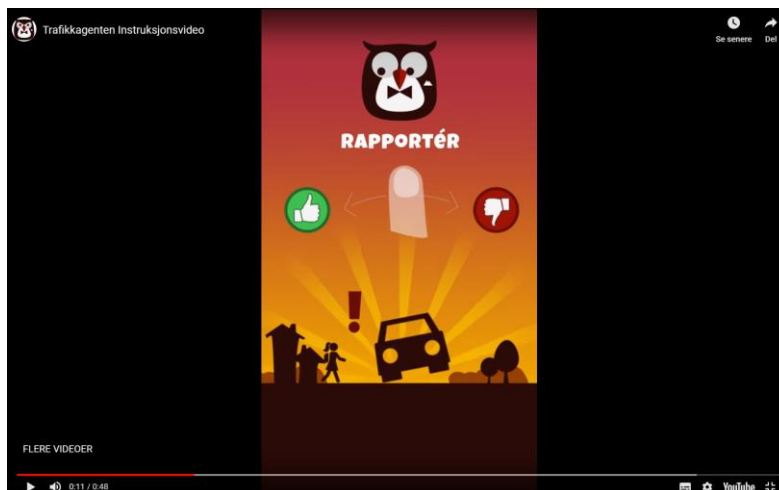 Trafikkagenten Instruksjonsvideo
Se senere
Del
RAPPORTéR
FLERE VIDEOER
0:11 / 0:48
YouTube